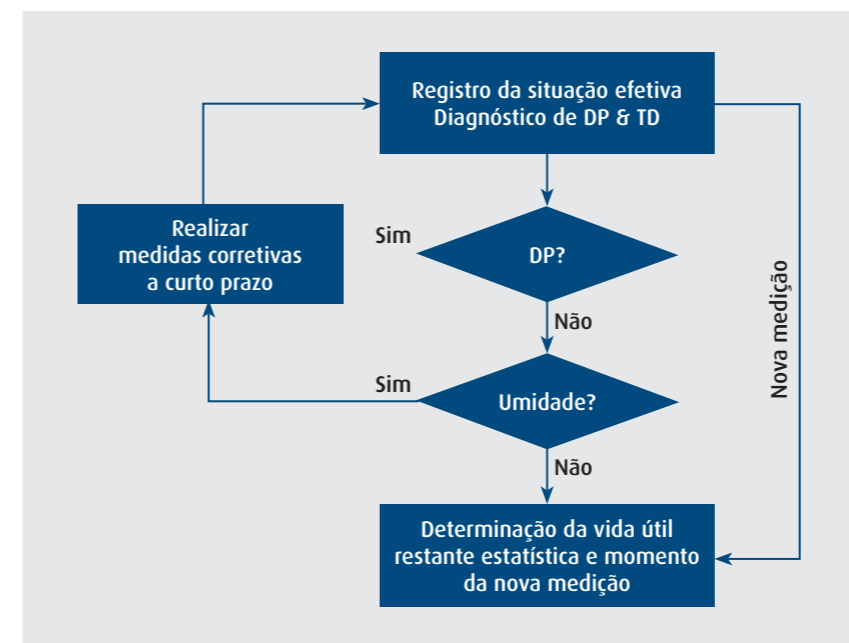 Registro da situação efetiva
Diagnóstico de DP & TD
Realizar
medidas corretivas
a curto prazo
Sim
DP?
Não
Nova medição
Sim
Umidade?
Não
Determinação da vida útil
restante estatística e momento
da nova medição